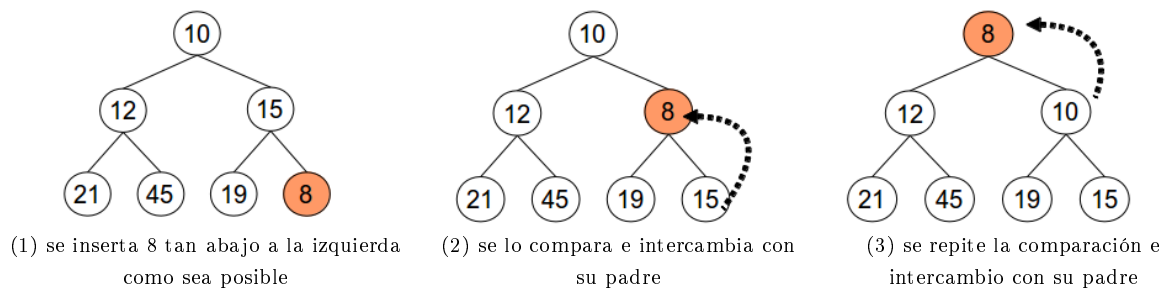 10
12 15
21 45 19 8
(1) se inserta 8 tan abajo a la izquierda
como sea posible
10
12 8
21 45 19 15
(2) se lo compara e intercambia con
su padre
8
12 10
21 45 19 15
(3) se repite la comparación e
intercambio con su padre